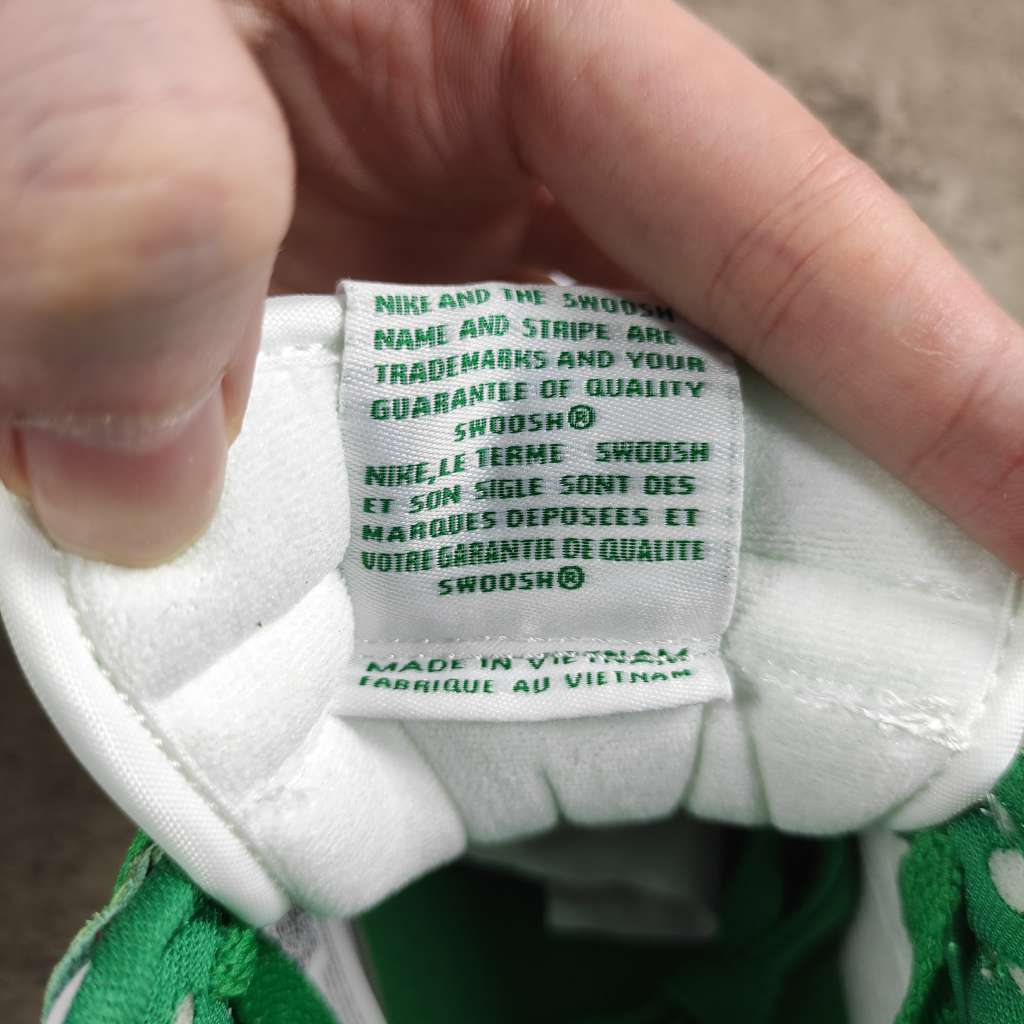 NIKE AND THE SWOOSH
NAME AND STRIPE ARE
TRADEMARKS AND YOUR
GUARANTEE OF QUALITY
SWOOSH®
NIKE, LE TERME SWOOSH
ET SON SIGLE SONT DES
MARQUES DEPOSEES ET
VOTRE GARANTIE DE QUALITE
SWOOSH®
MADE IN VIETNAM
FABRIQUE AU VIETNAM